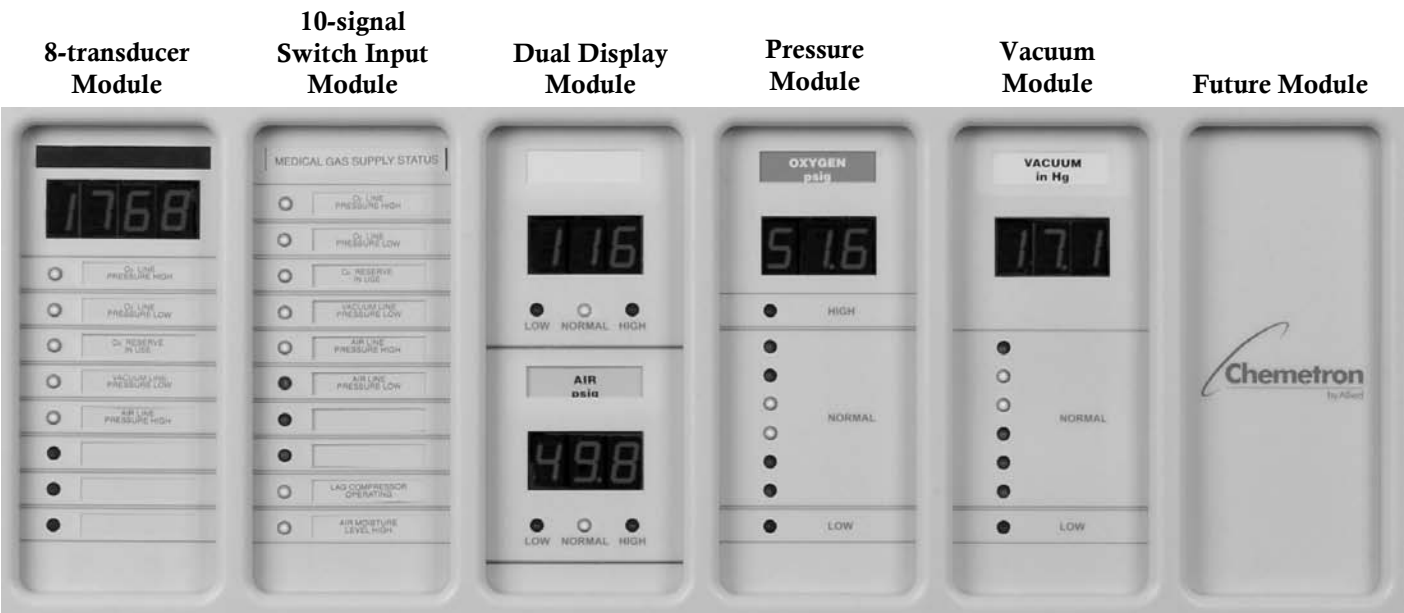 8-transducer
Module
10-signal
Switch Input
Module
Dual Display
Module
Pressure
Module
Vacuum
Module
Future Module
1768
O2 LINE
PRESSURE HIGH
O2 LINE
PRESSURE LOW
O2 RESERVE
IN USE
VACUUM LINE
PRESSURE LOW
AIR LINE
PRESSURE HIGH
MEDICAL GAS SUPPLY STATUS
O2 LINE
PRESSURE HIGH
O2 LINE
PRESSURE LOW
O2 RESERVE
IN USE
VACUUM LINE
PRESSURE LOW
AIR LINE
PRESSURE HIGH
AIR LINE
PRESSURE LOW
LAG COMPRESSOR
OPERATING
AIR MOISTURE
LEVEL HIGH
116
LOW NORMAL HIGH
AIR
psig
49.8
LOW NORMAL HIGH
OXYGEN
psig
51.6
HIGH
NORMAL
LOW
VACUUM
in Hg
17.1
NORMAL
LOW
Chemetron
by Allied